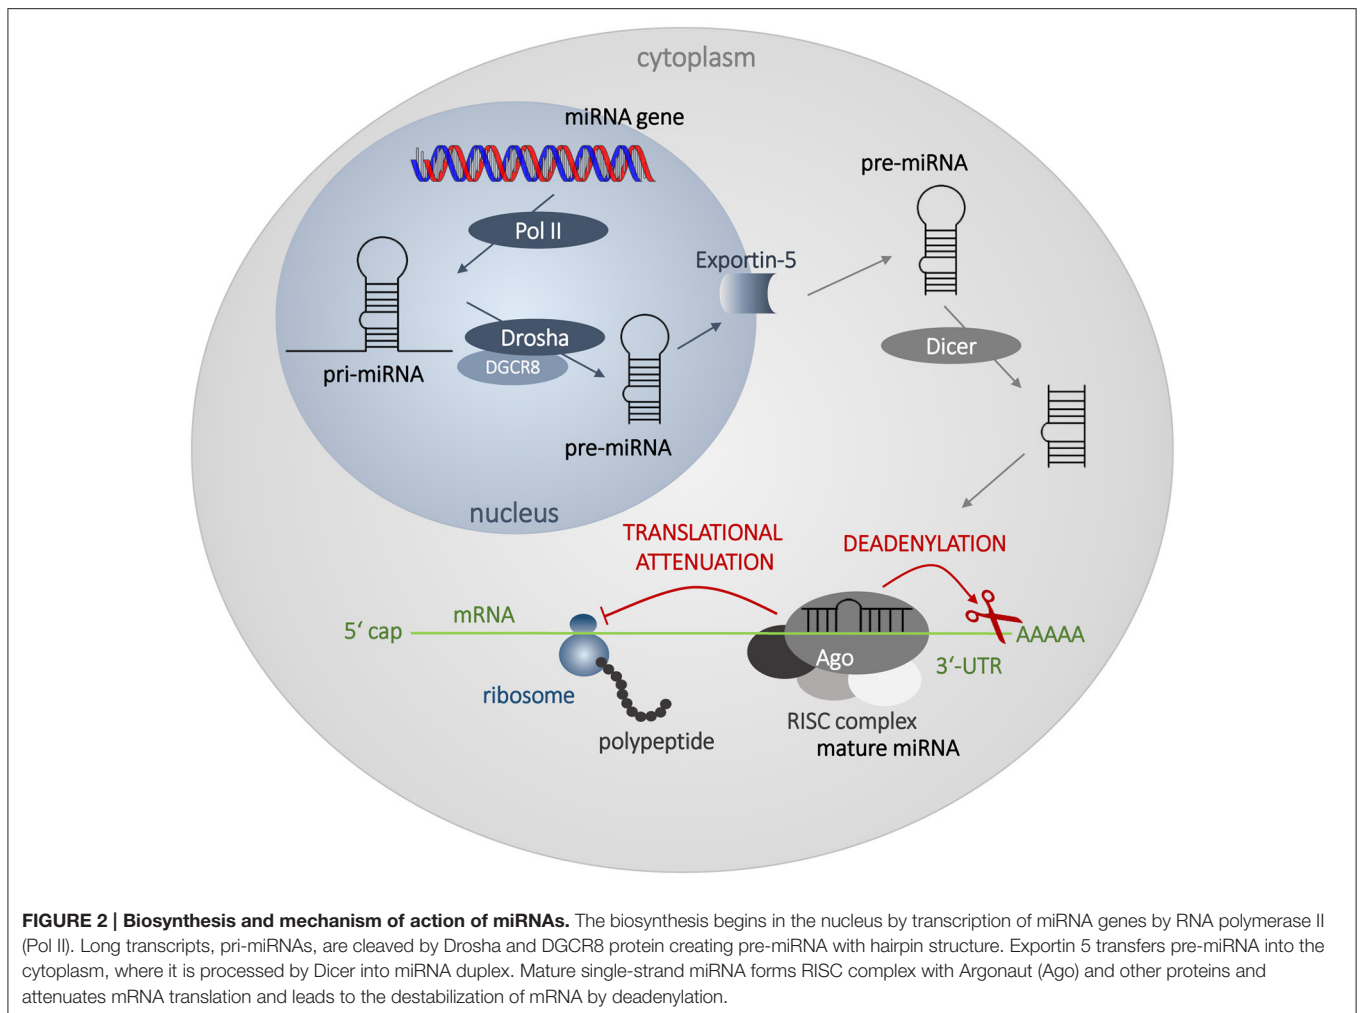 cytoplasm
miRNA gene
pre-miRNA
Pol II
Exportin-5
Drosha
DGCR8
pri-miRNA
pre-miRNA
Dicer
nucleus
TRANSLATIONAL
ATTENUATION
DEADENYLATION
5‘ cap
mRNA
AAAAA
Ago
3‘-UTR
ribosome
polypeptide
RISC complex
mature miRNA
FIGURE 2 | Biosynthesis and mechanism of action of miRNAs. The biosynthesis begins in the nucleus by transcription of miRNA genes by RNA polymerase II
(Pol II). Long transcripts, pri-miRNAs, are cleaved by Drosha and DGCR8 protein creating pre-miRNA with hairpin structure. Exportin 5 transfers pre-miRNA into the
cytoplasm, where it is processed by Dicer into miRNA duplex. Mature single-strand miRNA forms RISC complex with Argonaut (Ago) and other proteins and
attenuates mRNA translation and leads to the destabilization of mRNA by deadenylation.